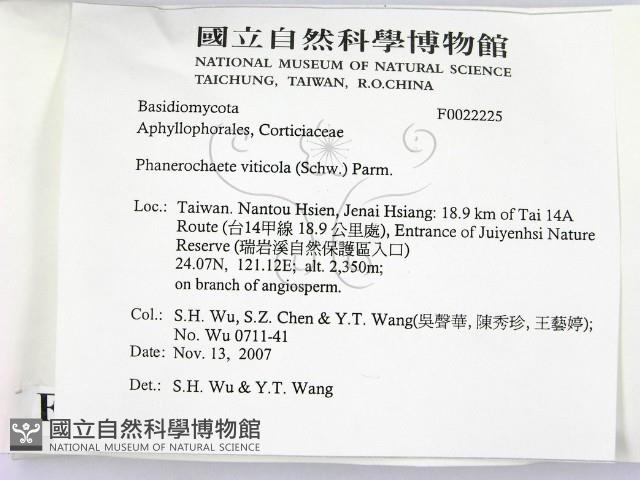 國立自然科學博物館
NATIONAL MUSEUM OF NATURAL SCIENCE
TAICHUNG, TAIWAN, R.O.CHINA
Basidiomycota F0022225
Aphyllophorales, Corticiaceae
Phanerochaete viticola (Schw.) Parm.
Loc.: Taiwan. Nantou Hsien, Jenai Hsiang: 18.9 km of Tai 14A
Route (台14甲線 18.9 公里處), Entrance of Juiyenhsi Nature
Reserve (瑞岩溪自然保護區入口)
24.07N, 121.12E; alt. 2,350m;
on branch of angiosperm.
Col.: S.H. Wu, S.Z. Chen & Y.T. Wang(吳聲華, 陳秀珍, 王藝婷);
No. Wu 0711-41
Date: Nov. 13, 2007
Det.: S.H. Wu & Y.T. Wang
國立自然科學博物館
NATIONAL MUSEUM OF NATURAL SCIENCE